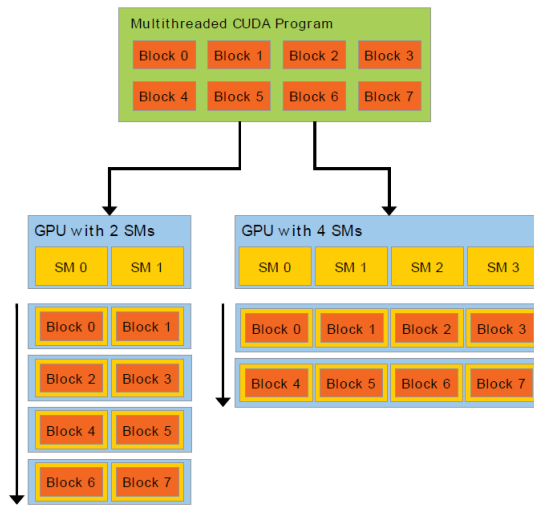 Multithreaded CUDA Program
Block 0 Block 1 Block 2 Block 3
Block 4 Block 5 Block 6 Block 7
GPU with 2 SMs
SM 0 SM 1
Block 0 Block 1
Block 2 Block 3
Block 4 Block 5
Block 6 Block 7
GPU with 4 SMs
SM 0 SM 1 SM 2 SM 3
Block 0 Block 1 Block 2 Block 3
Block 4 Block 5 Block 6 Block 7